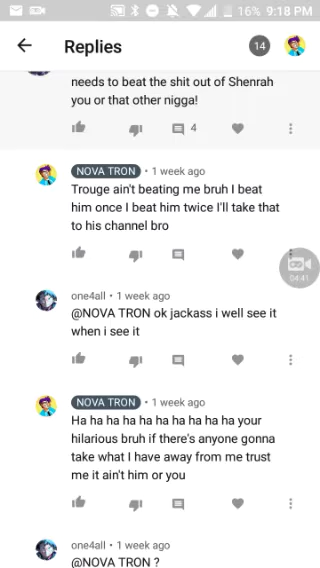 16% 9:18 PM
Replies
14
needs to beat the shit out of Shenrah
you or that other nigga!
4
NOVA TRON • 1 week ago
Trouge ain't beating me bruh I beat
him once I beat him twice I'll take that
to his channel bro
04:41
one4all • 1 week ago
@NOVA TRON ok jackass i well see it
when i see it
NOVA TRON • 1 week ago
Ha ha ha ha ha ha ha ha ha ha your
hilarious bruh if there's anyone gonna
take what I have away from me trust
me it ain't him or you
one4all • 1 week ago
@NOVA TRON ?